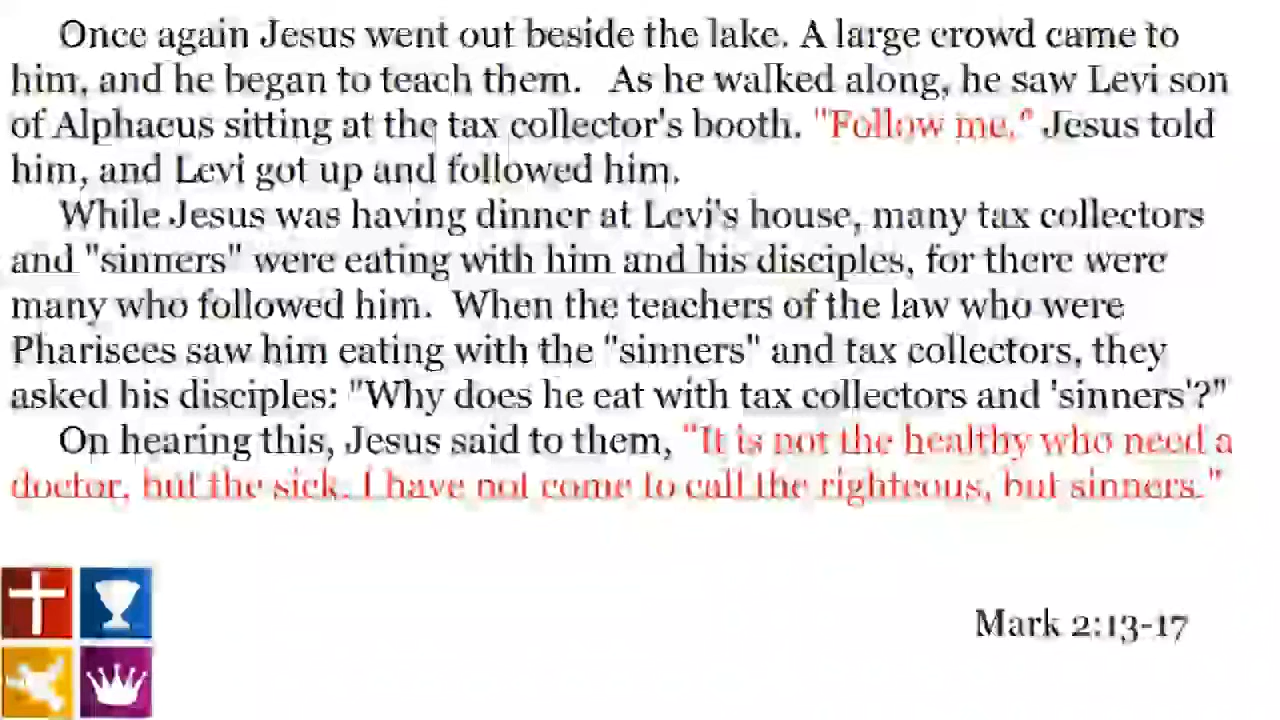 Once again Jesus went out beside the lake. A large crowd came to
him, and he began to teach them. As he walked along, he saw Levi son
of Alphaeus sitting at the tax collector's booth. "Follow me," Jesus told
him, and Levi got up and followed him.
While Jesus was having dinner at Levi's house, many tax collectors
and "sinners" were eating with him and his disciples, for there were
many who followed him. When the teachers of the law who were
Pharisees saw him eating with the "sinners" and tax collectors, they
asked his disciples: "Why does he eat with tax collectors and 'sinners'?"
On hearing this, Jesus said to them, "It is not the healthy who need a
doctor, but the sick. I have not come to call the righteous, but sinners."
Mark 2:13-17